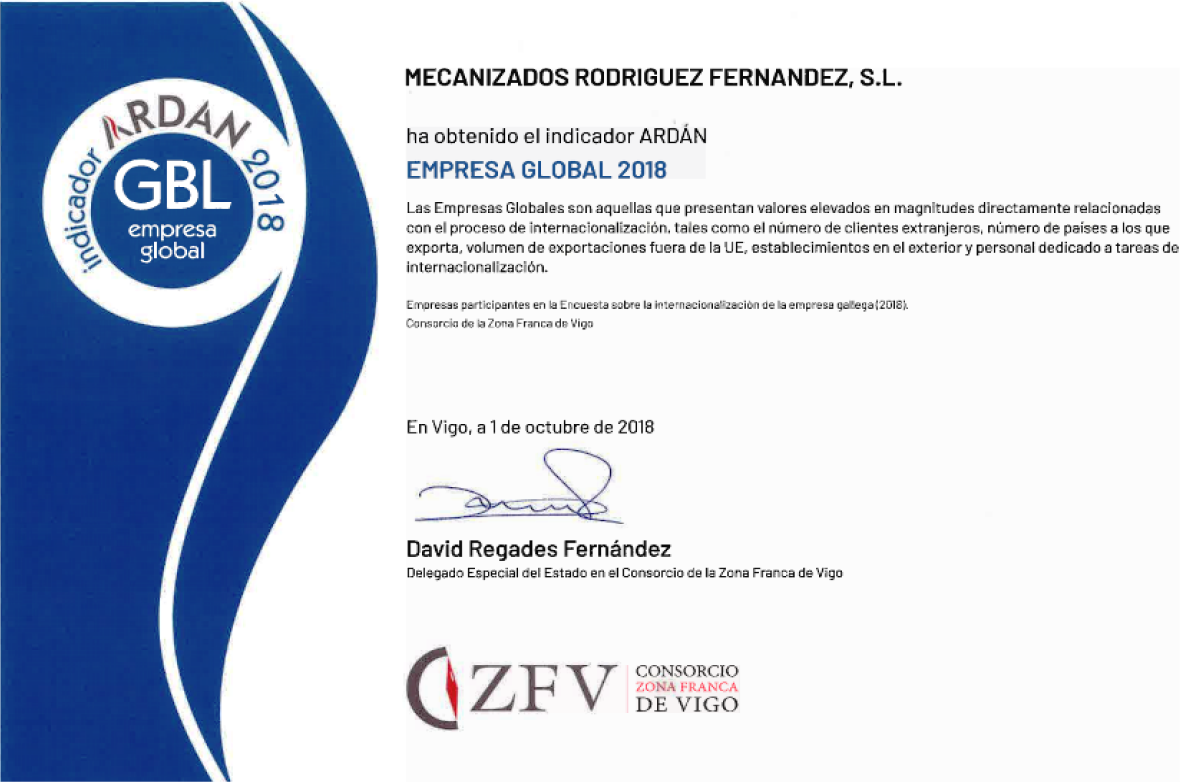 indicador ARDAN 2018
GBL
empresa
global
MECANIZADOS RODRIGUEZ FERNANDEZ, S.L.
ha obtenido el indicador ARDÁN
EMPRESA GLOBAL 2018
Las Empresas Globales son aquellas que presentan valores elevados en magnitudes directamente relacionadas
con el proceso de internacionalización, tales como el número de clientes extranjeros, número de países a los que
exporta, volumen de exportaciones fuera de la UE, establecimientos en el exterior y personal dedicado a tareas de
internacionalización.
Empresas participantes en la Encuesta sobre la internacionalización de la empresa gallega (2018).
Consorcio de la Zona Franca de Vigo
En Vigo, a 1 de octubre de 2018
David Regades Fernández
Delegado Especial del Estado en el Consorcio de la Zona Franca de Vigo
ZFV
CONSORCIO
ZONA FRANCA
DE VIGO